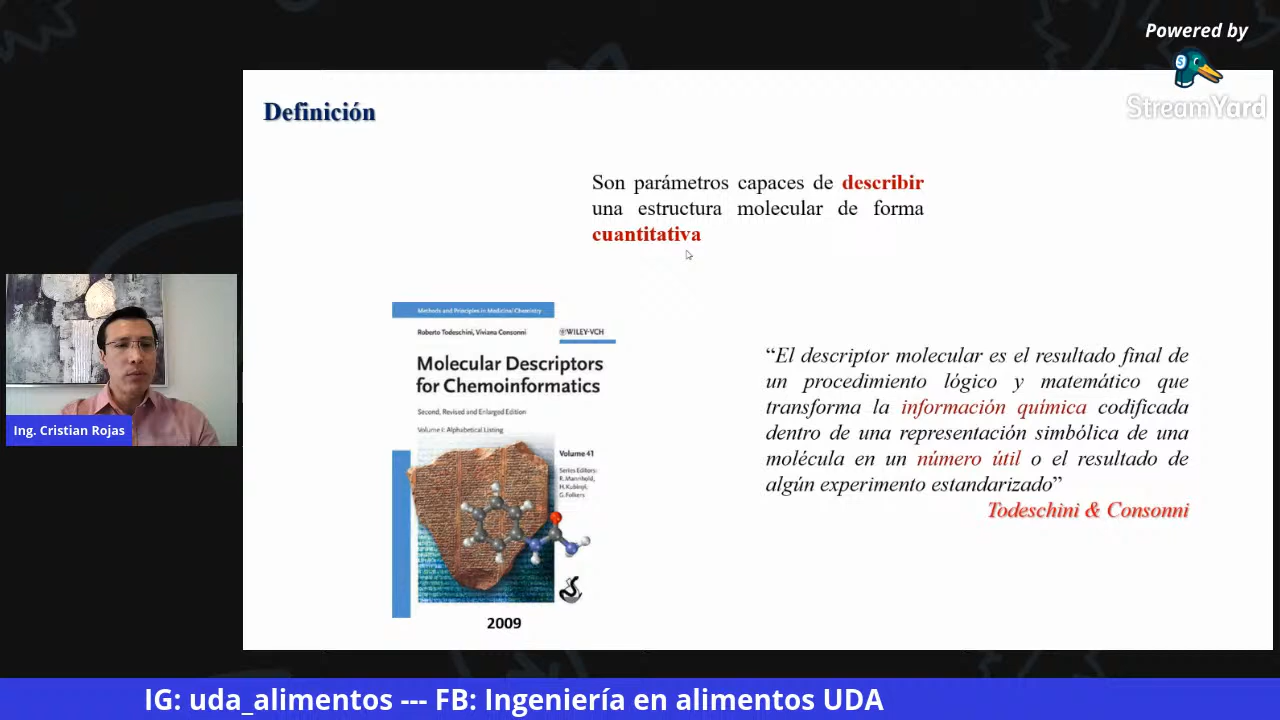 Powered by
StreamYard
Definición
Son parámetros capaces de describir
una estructura molecular de forma
cuantitativa
Methods and Principles in Medicinal Chemistry
Roberto Todeschini, Viviana Consonni
WILEY-VCH
Molecular Descriptors
for Chemoinformatics
Second, Revised and Enlarged Edition
Volume I: Alphabetical Listing
Volume 41
Series Editors:
R. Mannhold,
H. Kubinyi,
G. Folkers
2009
“El descriptor molecular es el resultado final de
un procedimiento lógico y matemático que
transforma la información química codificada
dentro de una representación simbólica de una
molécula en un número útil o el resultado de
algún experimento estandarizado”
Todeschini & Consonni
Ing. Cristian Rojas
IG: uda_alimentos --- FB: Ingeniería en alimentos UDA